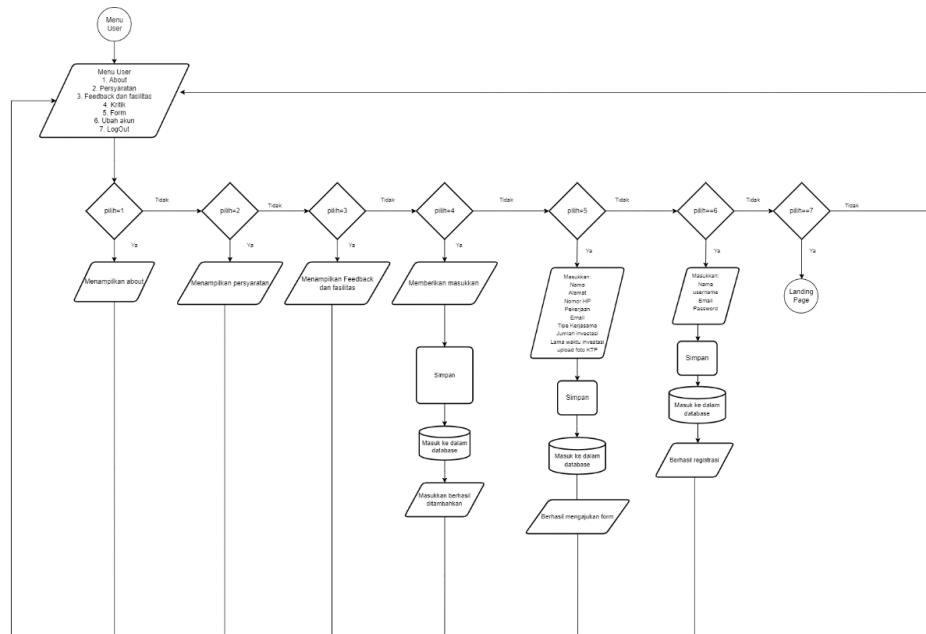 Menu
User
Menu User
1. About
2. Persyaratan
3. Feedback dan fasilitas
4. Kritik
5. Form
6. Ubah akun
7. LogOut
pilih=1
Tidak
pilih=2
Tidak
pilih=3
Tidak
pilih=4
Tidak
pilih=5
Tidak
pilih==6
Tidak
pilih==7
Tidak
Ya
Ya
Ya
Ya
Ya
Ya
Ya
Menampilkan about
Menampilkan persyaratan
Menampilkan Feedback
dan fasilitas
Memberikan masukkan
Masukkan:
Nama
Alamat
Nomor HP
Pekerjaan
Email
Tipe Kerjasama
Jumlah investasi
Lama waktu investasi
upload foto KTP
Masukkan:
Nama
username
Email
Password
Landing
Page
Simpan
Simpan
Simpan
Masuk ke dalam
database
Masuk ke dalam
database
Masuk ke dalam
database
Masukkan berhasil
ditambahkan
Berhasil mengajukan form
Berhasil registrasi